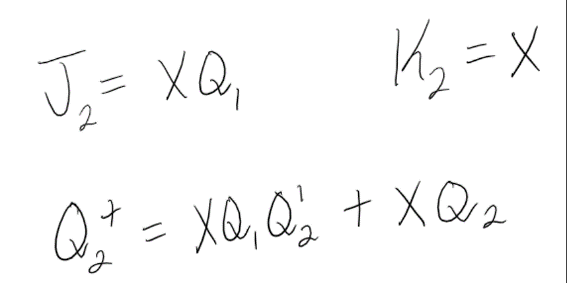 J₂ = XQ₁ K₂ = X
Q₂⁺ = XQ₁Q₂' + XQ₂